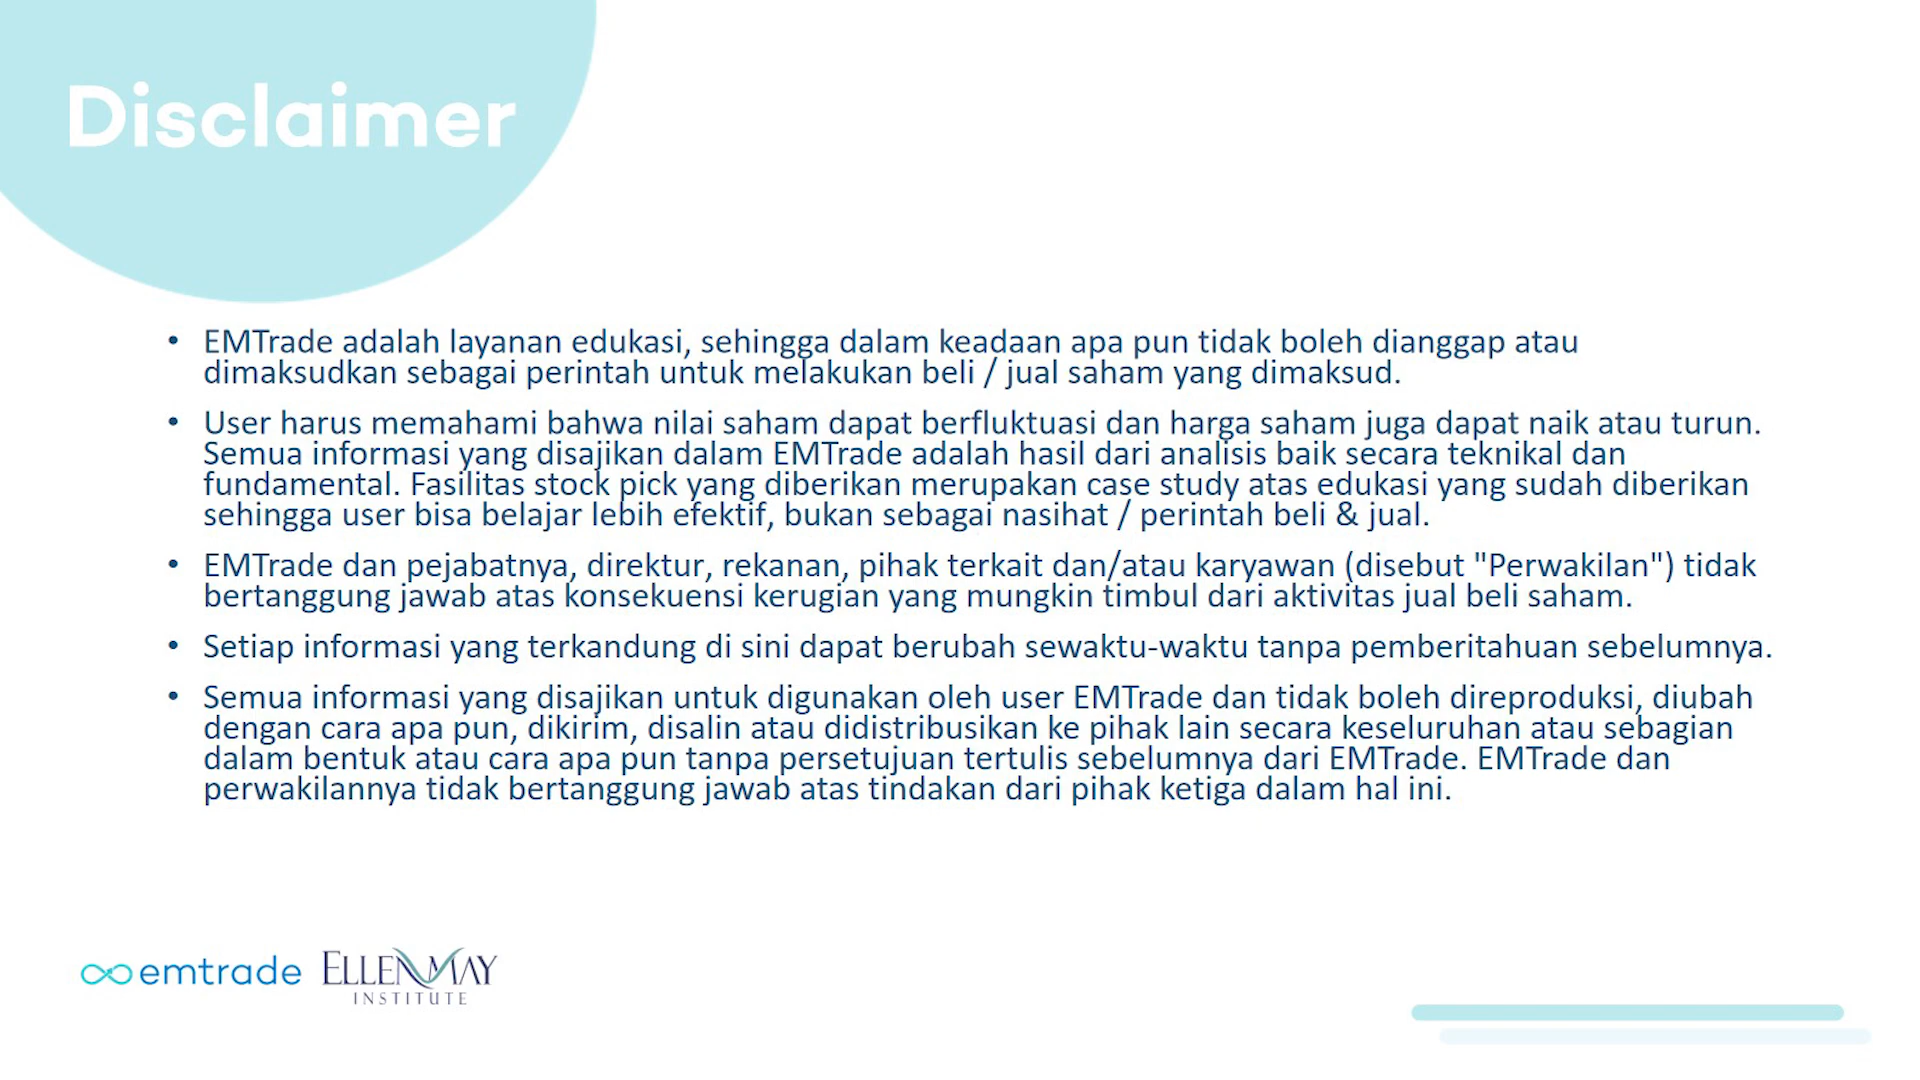 Disclaimer
• EMTrade adalah layanan edukasi, sehingga dalam keadaan apa pun tidak boleh dianggap atau
dimaksudkan sebagai perintah untuk melakukan beli / jual saham yang dimaksud.
• User harus memahami bahwa nilai saham dapat berfluktuasi dan harga saham juga dapat naik atau turun.
Semua informasi yang disajikan dalam EMTrade adalah hasil dari analisis baik secara teknikal dan
fundamental. Fasilitas stock pick yang diberikan merupakan case study atas edukasi yang sudah diberikan
sehingga user bisa belajar lebih efektif, bukan sebagai nasihat / perintah beli & jual.
• EMTrade dan pejabatnya, direktur, rekanan, pihak terkait dan/atau karyawan (disebut "Perwakilan") tidak
bertanggung jawab atas konsekuensi kerugian yang mungkin timbul dari aktivitas jual beli saham.
• Setiap informasi yang terkandung di sini dapat berubah sewaktu-waktu tanpa pemberitahuan sebelumnya.
• Semua informasi yang disajikan untuk digunakan oleh user EMTrade dan tidak boleh direproduksi, diubah
dengan cara apa pun, dikirim, disalin atau didistribusikan ke pihak lain secara keseluruhan atau sebagian
dalam bentuk atau cara apa pun tanpa persetujuan tertulis sebelumnya dari EMTrade. EMTrade dan
perwakilannya tidak bertanggung jawab atas tindakan dari pihak ketiga dalam hal ini.
emtrade
ELLEN MAY
INSTITUTE